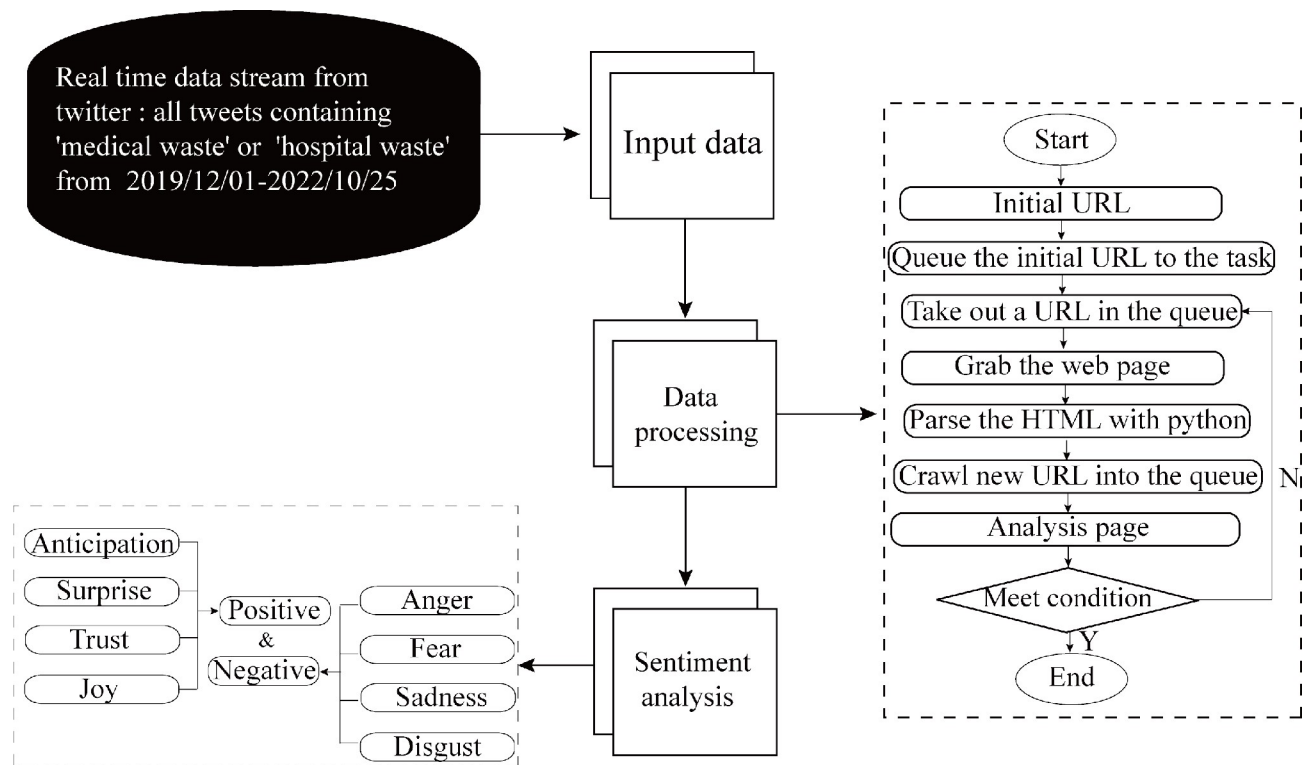 Real time data stream from
twitter : all tweets containing
'medical waste' or 'hospital waste'
from 2019/12/01-2022/10/25
Input data
Data
processing
Sentiment
analysis
Start
Initial URL
Queue the initial URL to the task
Take out a URL in the queue
Grab the web page
Parse the HTML with python
Crawl new URL into the queue
N
Analysis page
Meet condition
Y
End
Anticipation
Surprise
Trust
Joy
Positive
&
Negative
Anger
Fear
Sadness
Disgust